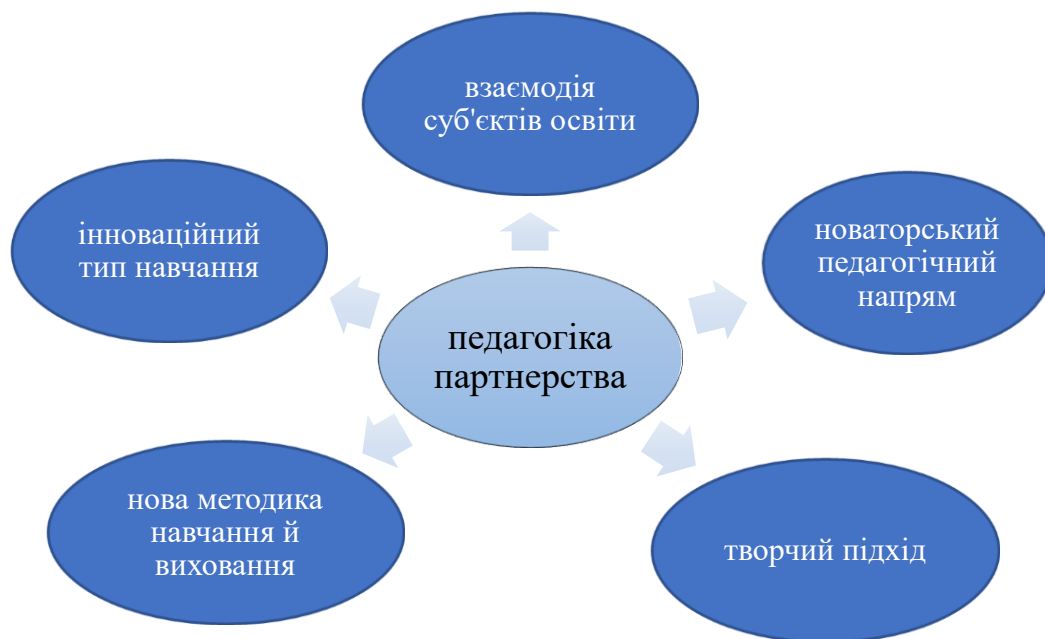 взаємодія
суб'єктів освіти
інноваційний
тип навчання
новаторський
педагогічний
напрям
педагогіка
партнерства
нова методика
навчання й
виховання
творчий підхід